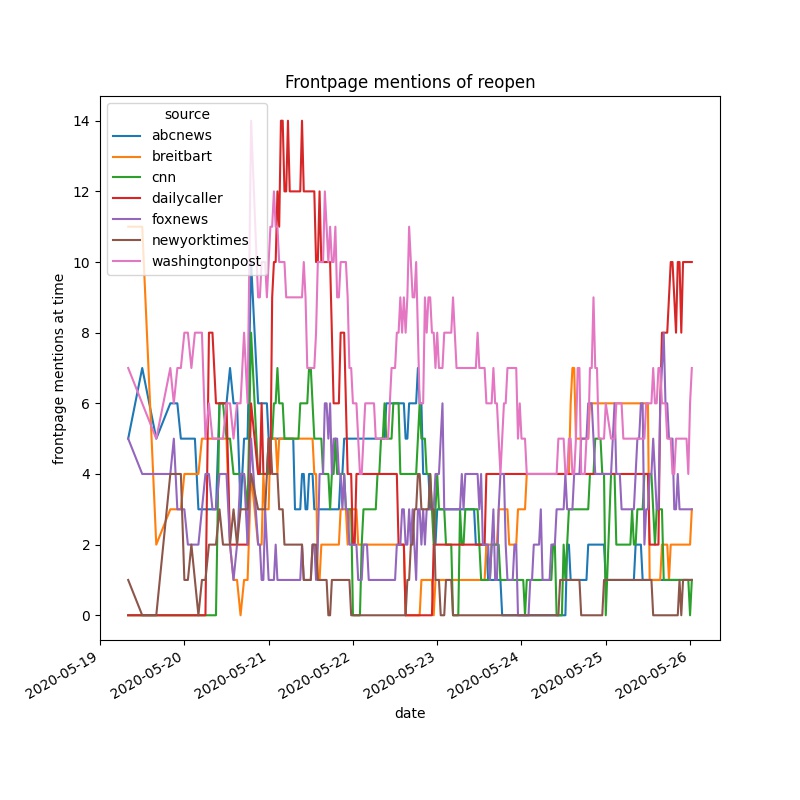 Frontpage mentions of reopen
source
abcnews
breitbart
cnn
dailycaller
foxnews
newyorktimes
washingtonpost
frontpage mentions at time
14
12
10
8
6
4
2
0
2020-05-19
2020-05-20
2020-05-21
2020-05-22
2020-05-23
2020-05-24
2020-05-25
2020-05-26
date